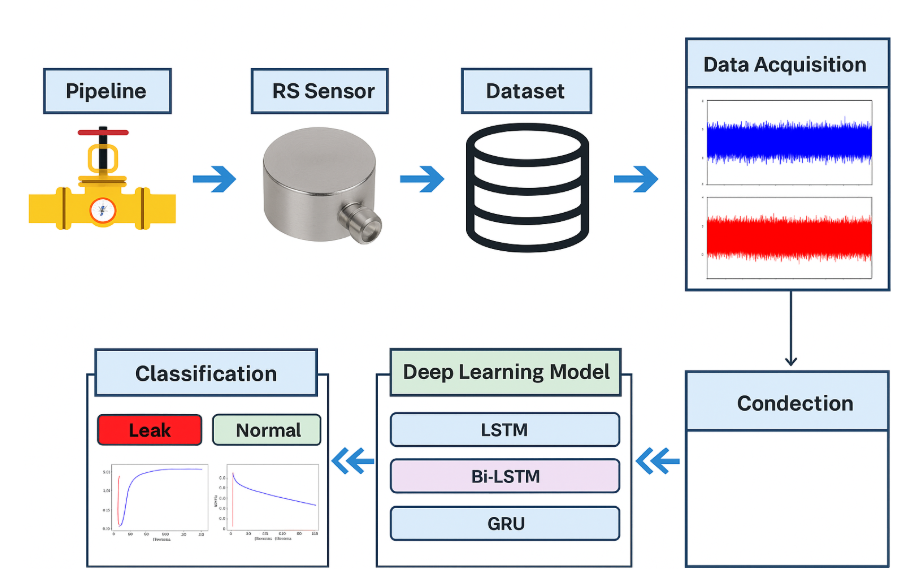 Pipeline
RS Sensor
Dataset
Data Acquisition
Condection
Deep Learning Model
LSTM
Bi-LSTM
GRU
Classification
Leak
Normal